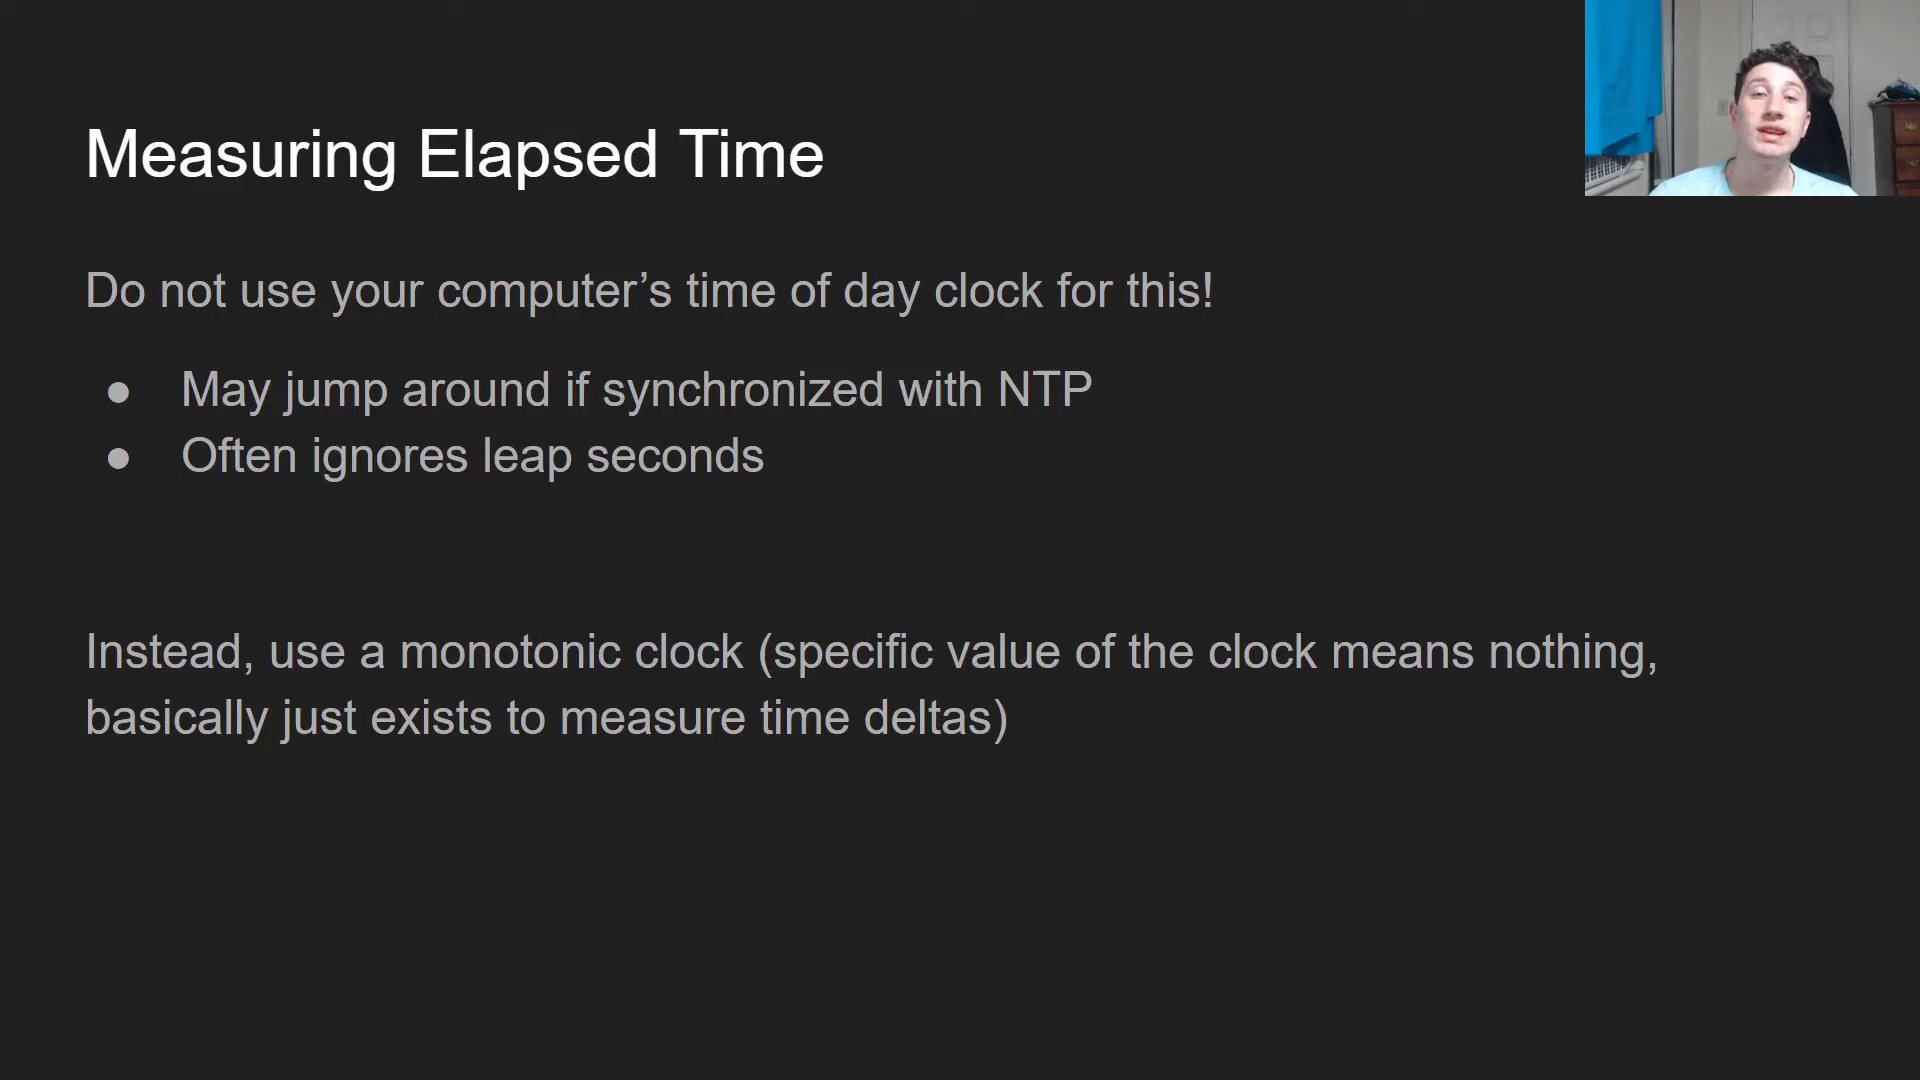 Measuring Elapsed Time
Do not use your computer’s time of day clock for this!
● May jump around if synchronized with NTP
● Often ignores leap seconds
Instead, use a monotonic clock (specific value of the clock means nothing,
basically just exists to measure time deltas)